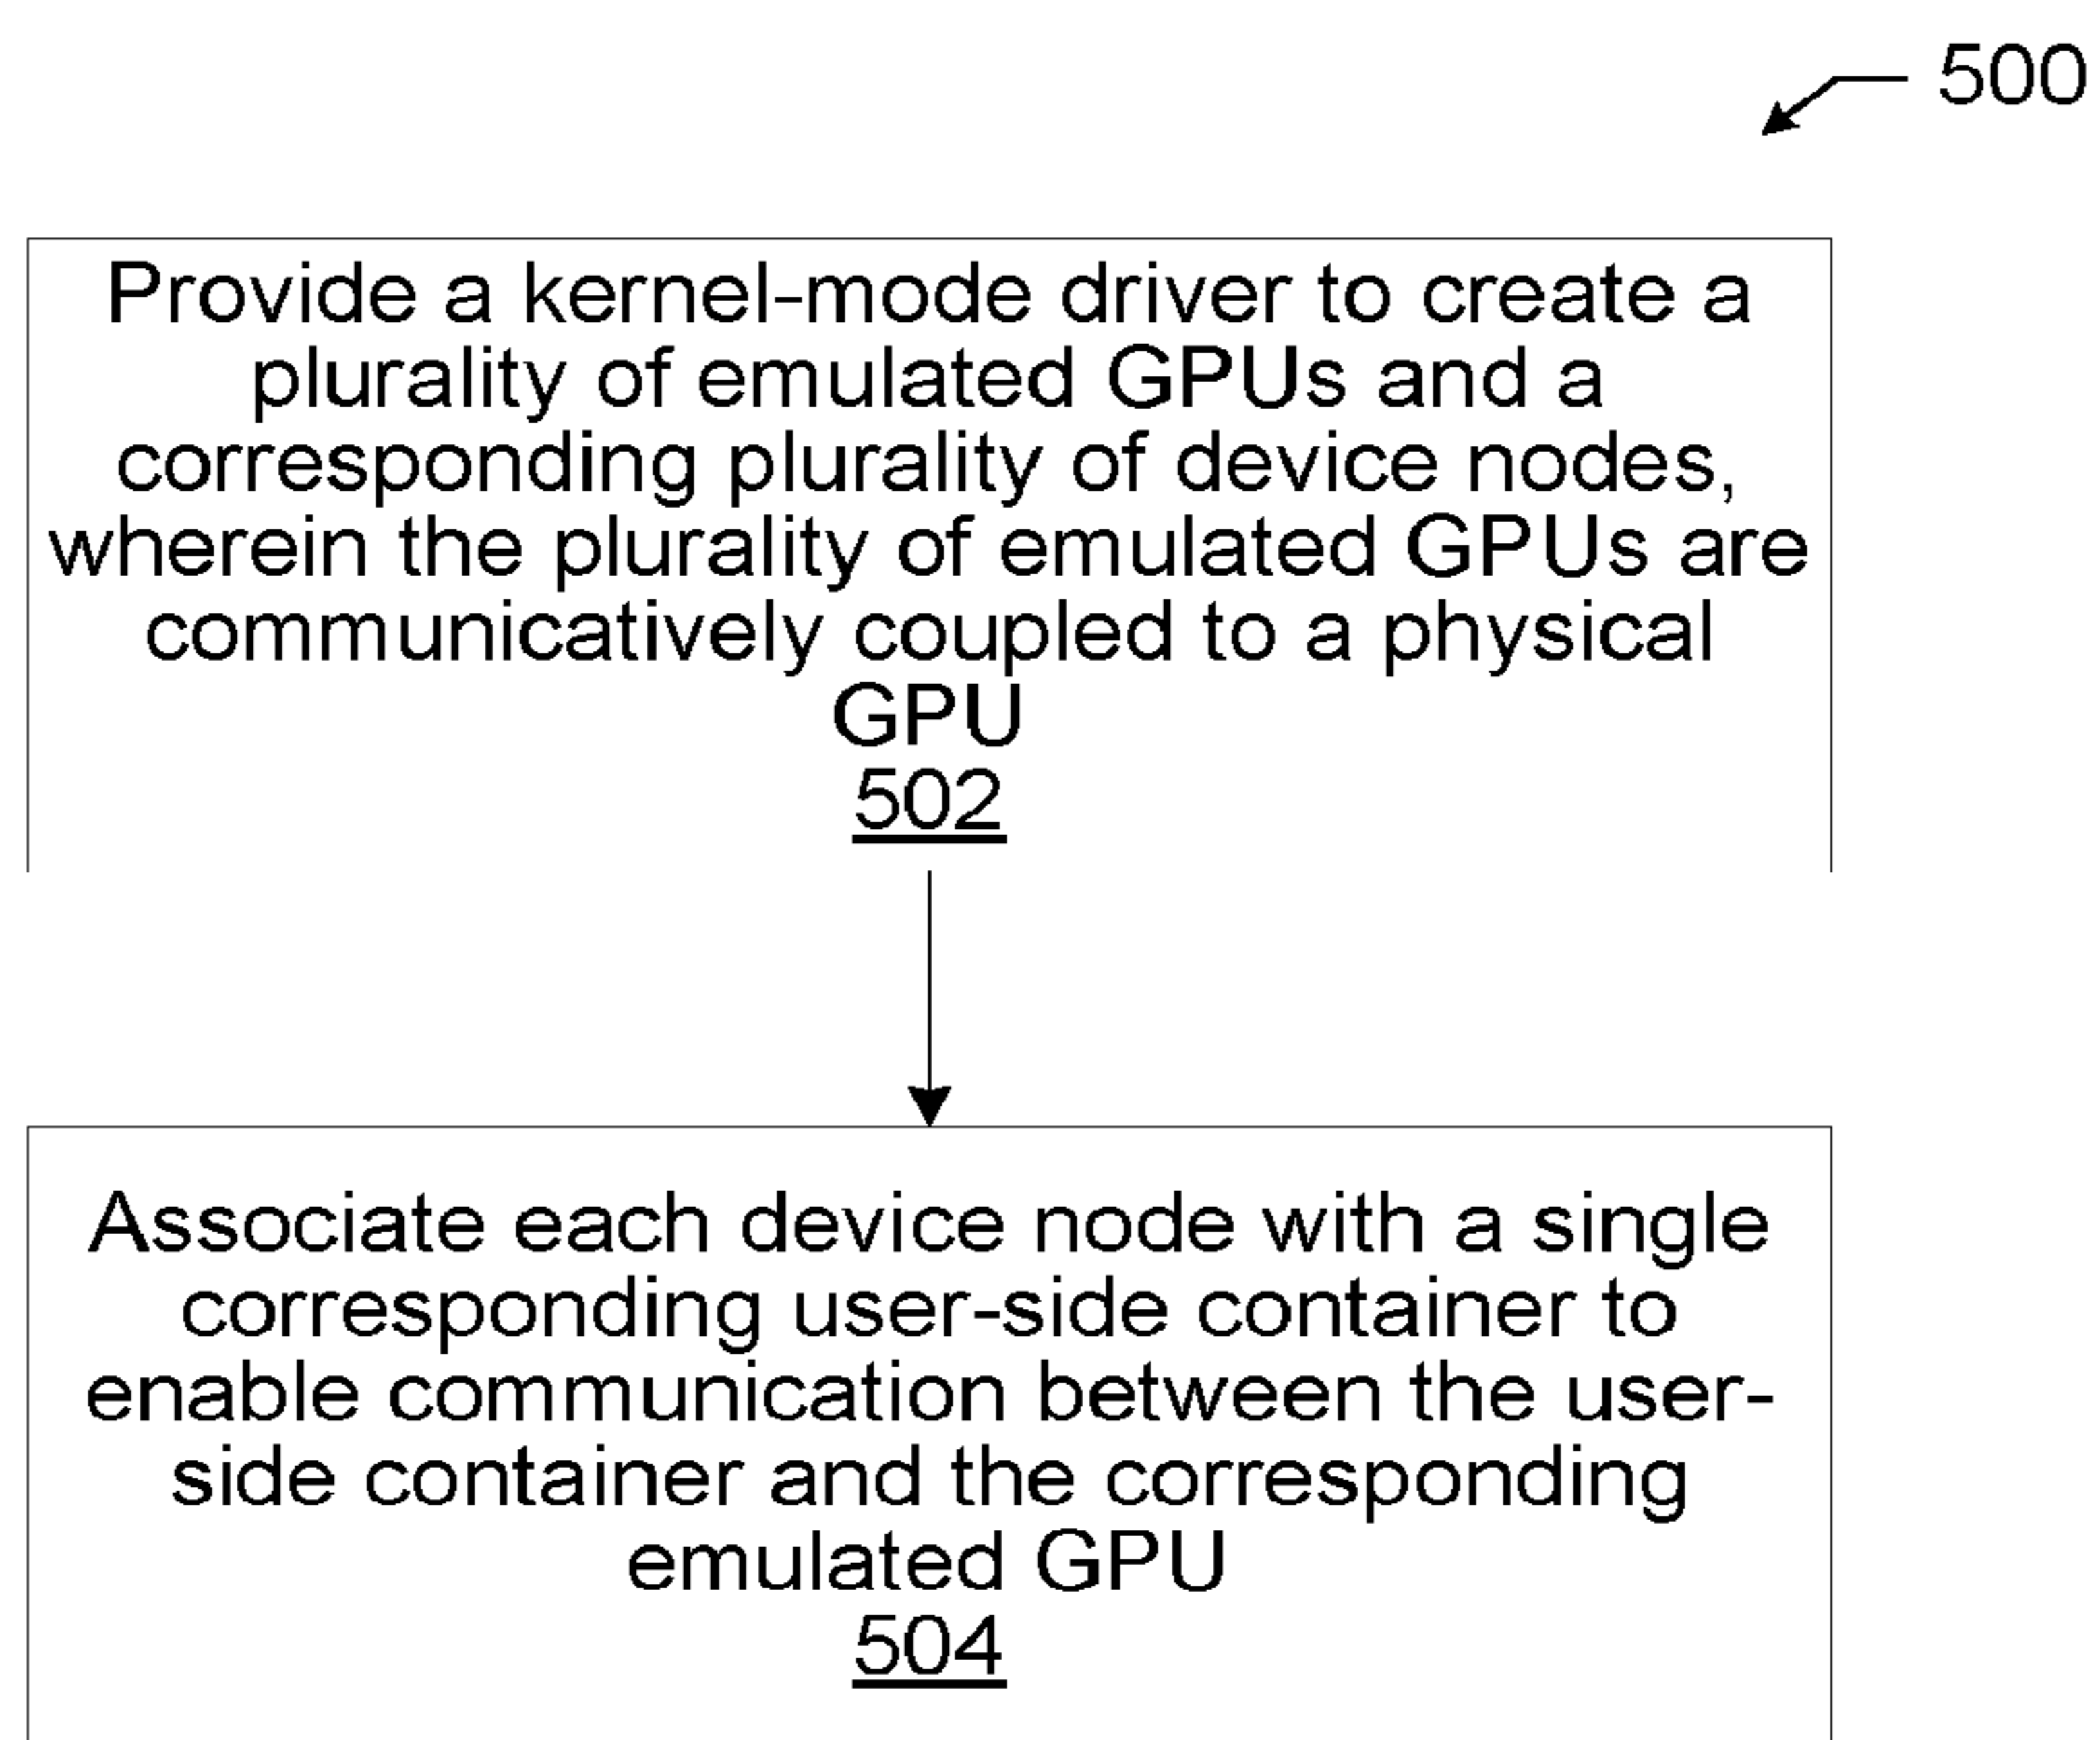 500
Provide a kernel-mode driver to create a
plurality of emulated GPUs and a
corresponding plurality of device nodes,
wherein the plurality of emulated GPUs are
communicatively coupled to a physical
GPU
502
Associate each device node with a single
corresponding user-side container to
enable communication between the user-
side container and the corresponding
emulated GPU
504